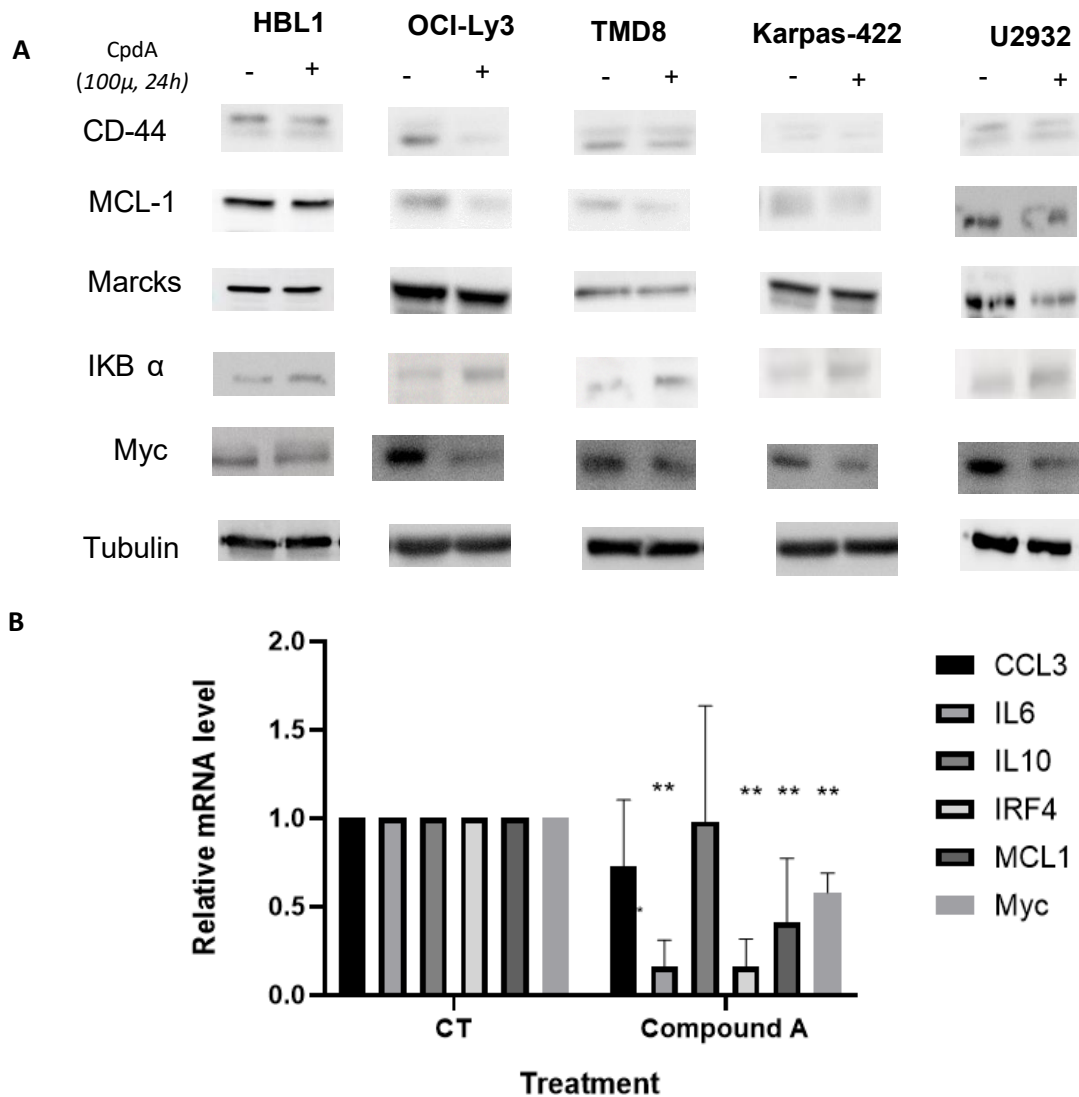 A
HBL1 OCI-Ly3 TMD8 Karpas-422 U2932
CpdA
(100µ, 24h)
- + - + - + - + - +
CD-44
MCL-1
Marcks
IKB α
Myc
Tubulin
B
2.0
1.5
1.0
0.5
0.0
Relative mRNA level
** ** ** **
*
CT Compound A
Treatment
CCL3
IL6
IL10
IRF4
MCL1
Myc